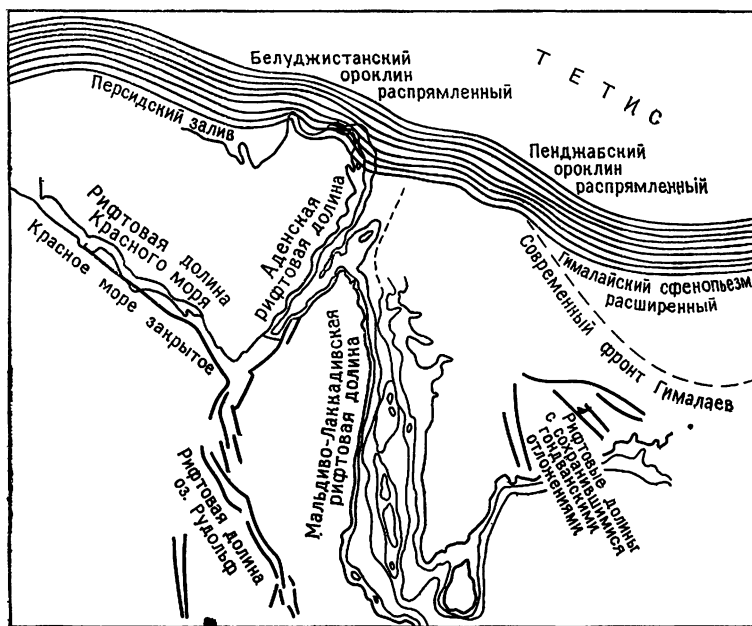 Белуджистанский
ороклин
распрямленный
ТЕТИС
Персидский залив
Пенджабский
ороклин
распрямленный
Рифтовая долина
Красного моря
Красное море закрытое
Аденская
рифтовая долина
Гималайский сфенопьезм
расширенный
Современный фронт Гималаев
Мальдиво-Лаккадивская
рифтовая долина
Рифтовая долина
оз. Рудольф
Рифтовые долины
с сохранившимися
гондванскими
отложениями